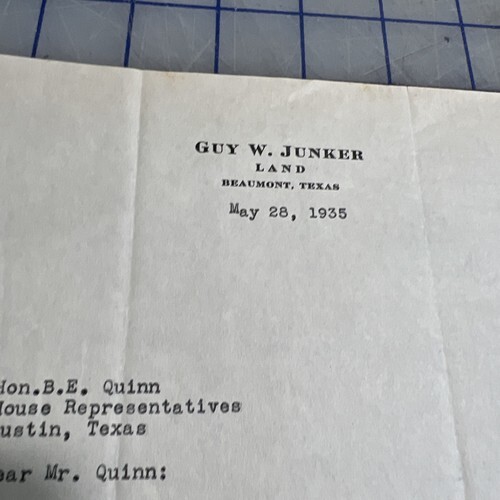 GUY W. JUNKER
LAND
BEAUMONT, TEXAS
May 28, 1935
Hon.B.E. Quinn
House Representatives
ustin, Texas
ear Mr. Quinn: